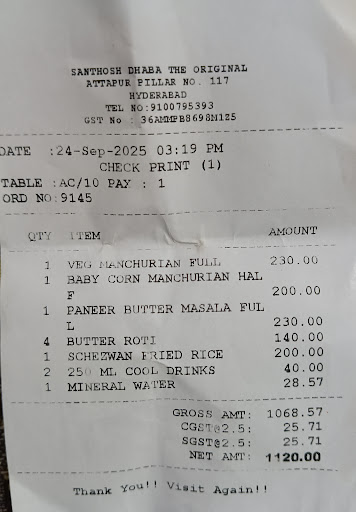 SANTHOSH DHABA THE ORIGINAL
ATTAPUR PILLAR NO. 117
HYDERABAD
TEL NO:9100795393
GST No : 36AMMPB8698M1Z5
DATE :24-Sep-2025 03:19 PM
CHECK PRINT (1)
TABLE :AC/10 PAY : 1
ORD NO:9145
QTY ITEM AMOUNT
1 VEG MANCHURIAN FULL 230.00
1 BABY CORN MANCHURIAN HAL
F 200.00
1 PANEER BUTTER MASALA FUL
L 230.00
4 BUTTER ROTI 140.00
1 SCHEZWAN FRIED RICE 200.00
2 250 ML COOL DRINKS 40.00
1 MINERAL WATER 28.57
GROSS AMT: 1068.57
CGST@2.5: 25.71
SGST@2.5: 25.71
NET AMT: 1120.00
Thank You!! Visit Again!!